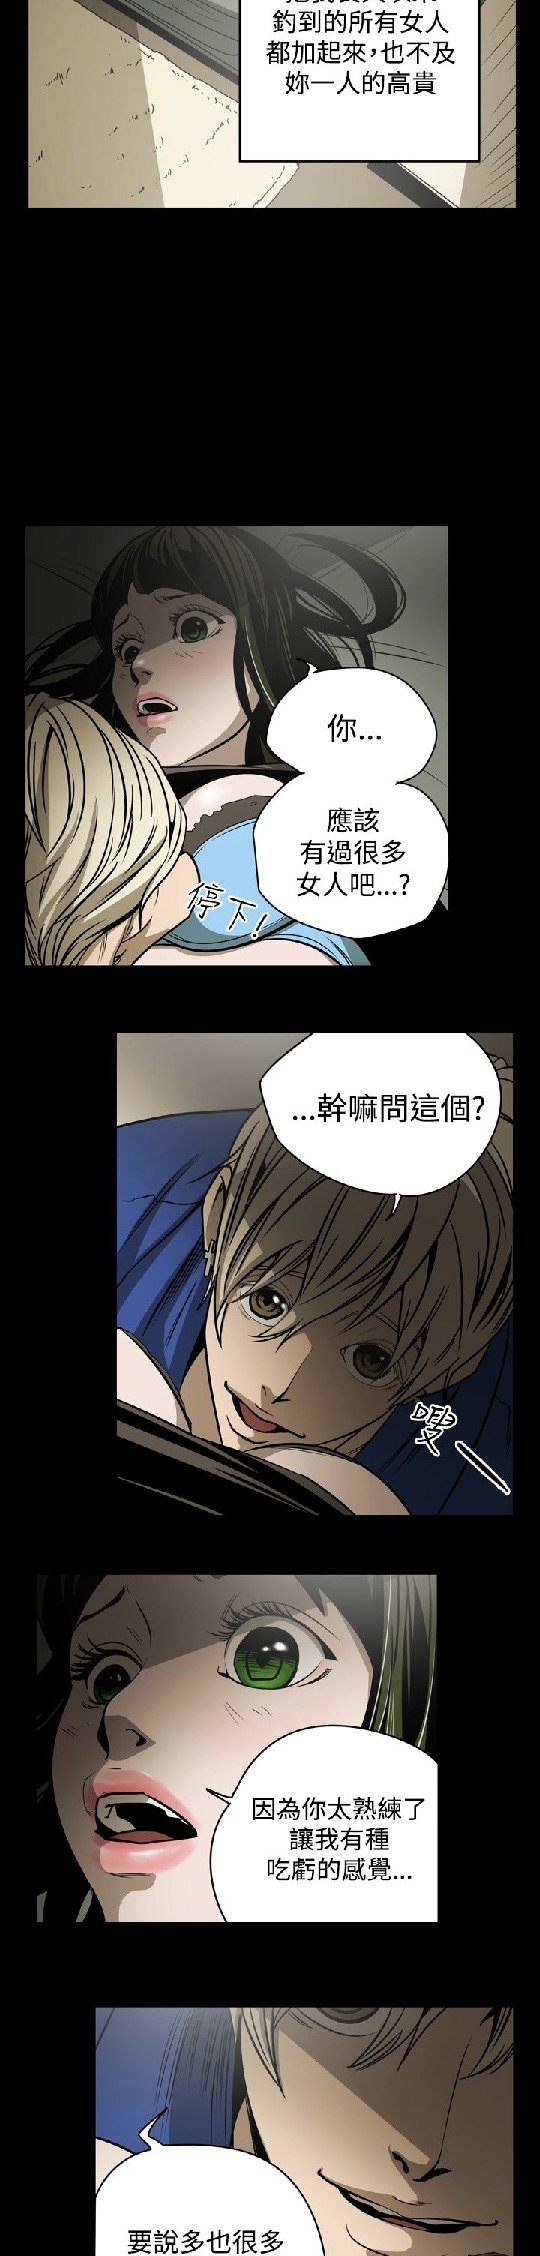 釣到的所有女人
都加起來,也不及
妳一人的高貴
你...
應該
有過很多
女人吧...?
停下!
...幹嘛問這個?
嗖
因為你太熟練了
讓我有種
吃虧的感覺...
要說多也很多